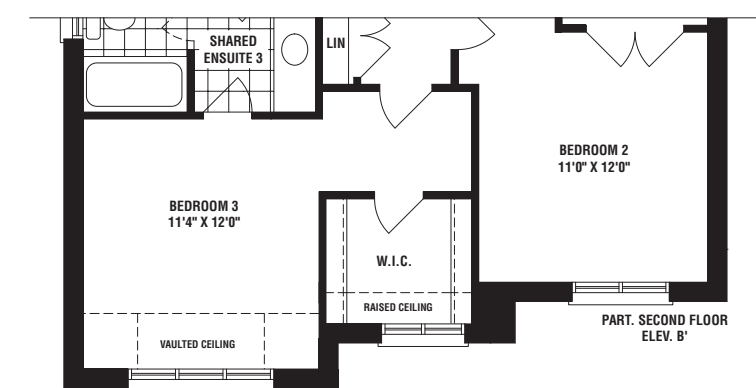 SHARED
ENSUITE 3
LIN
BEDROOM 2
11'0" X 12'0"
BEDROOM 3
11'4" X 12'0"
W.I.C.
RAISED CEILING
VAULTED CEILING
PART. SECOND FLOOR
ELEV. B'